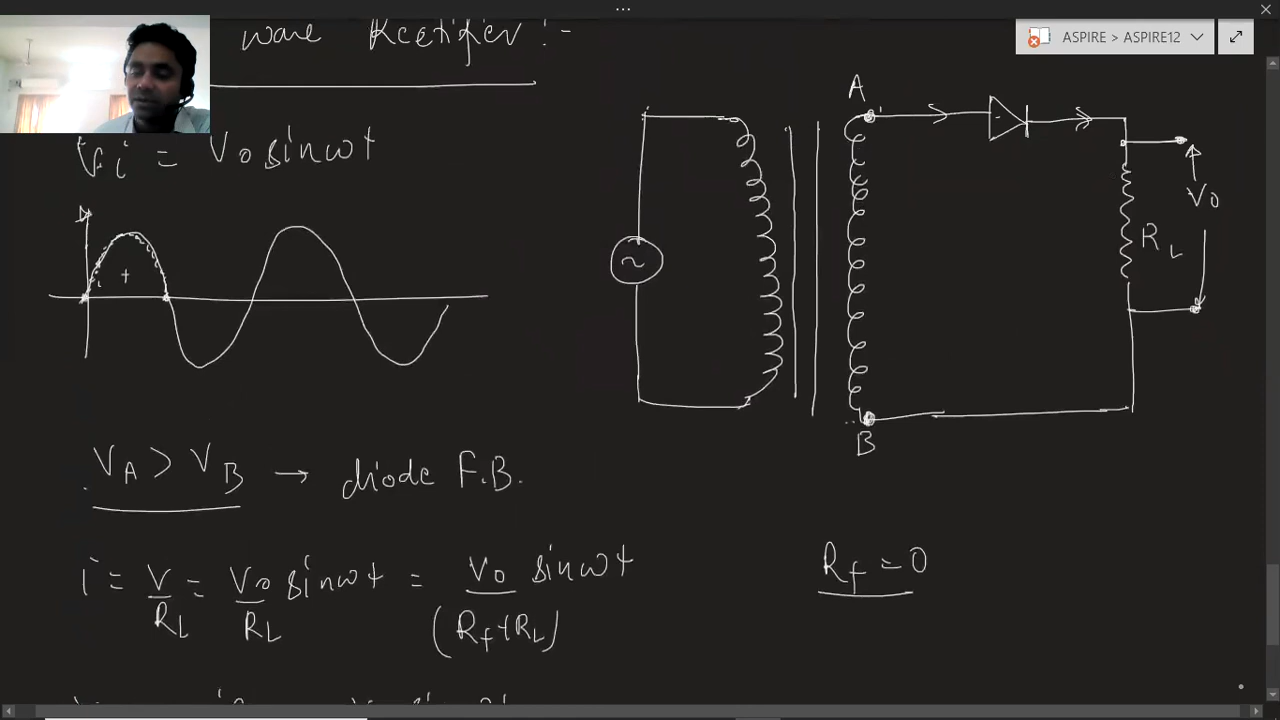 wave Rectifier :-
ASPIRE > ASPIRE12
Vi = V0 sinωt
+
A
~
V0
RL
B
VA > VB → diode F.B.
i = V/RL = V0/RL sinωt = V0/(Rf+RL) sinωt
Rf = 0